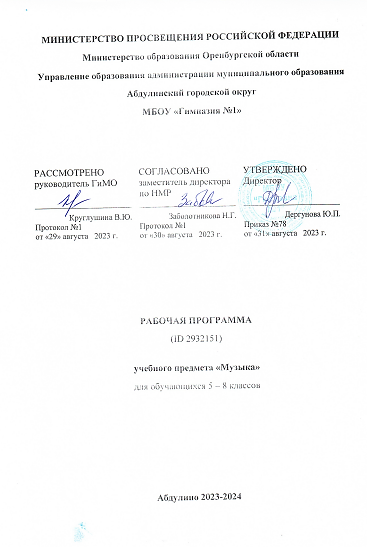 МИНИСТЕРСТВО ПРОСВЕЩЕНИЯ РОССИЙСКОЙ ФЕДЕРАЦИИ
Министерство образования Оренбургской области
Управление образования администрации муниципального образования
Абдулинский городской округ
МБОУ «Гимназия №1»
РАССМОТРЕНО
руководитель ГиМО
Круглушина В.Ю.
Протокол №1
от «29» августа 2023 г.
СОГЛАСОВАНО
заместитель директора
по НМР
Заболотникова Н.Г.
Протокол №1
от «30» августа 2023 г.
УТВЕРЖДЕНО
Директор
Дергунова Ю.П.
Приказ №78
от «31» августа 2023 г.
РАБОЧАЯ ПРОГРАММА
(ID 2932151)
учебного предмета «Музыка»
для обучающихся 5 – 8 классов
Абдулино 2023-2024